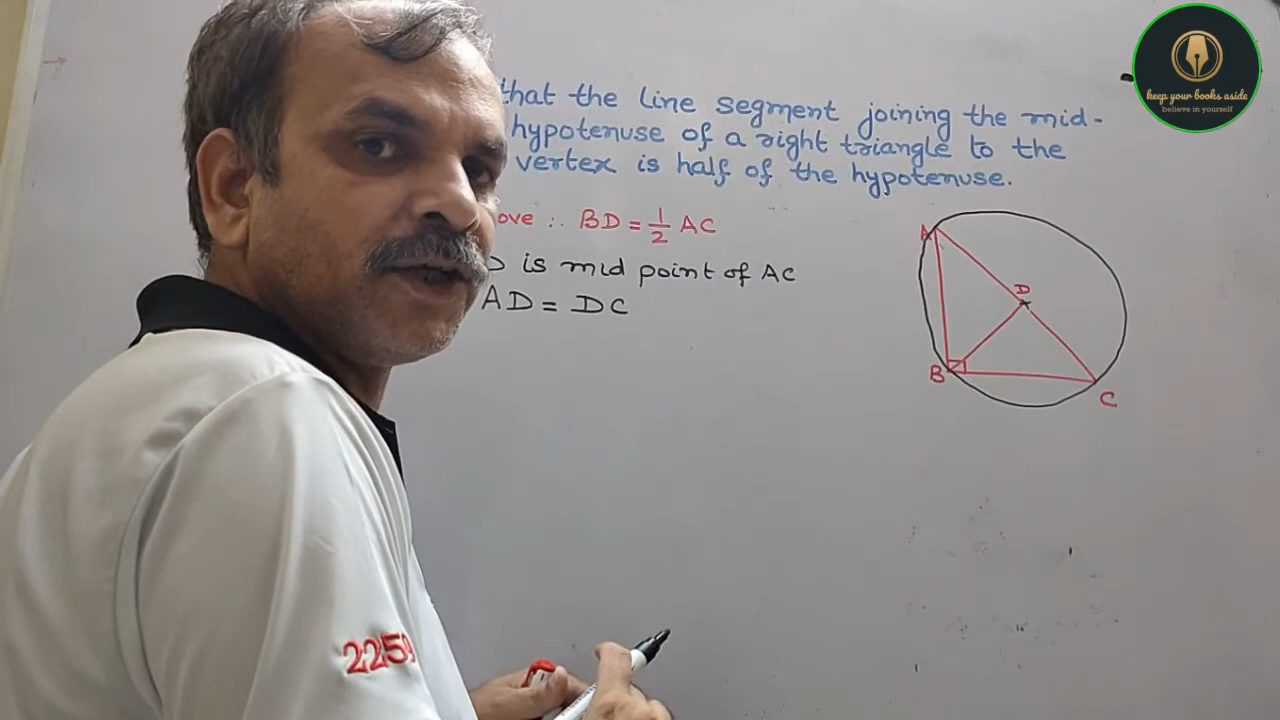 that the line segment joining the mid-
hypotenuse of a right triangle to the
vertex is half of the hypotenuse.
ove :. BD = 1/2 AC
D is mid point of AC
AD = DC
A
D
B
C
keep your books aside
believe in yourself
2259